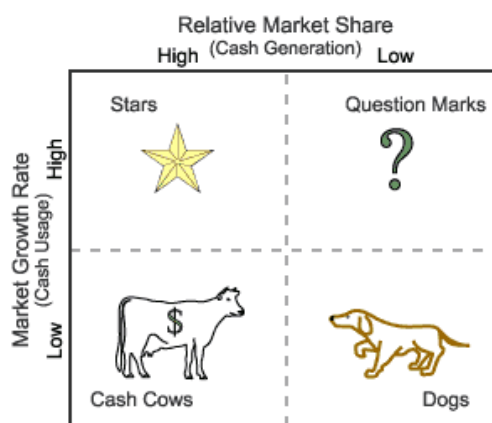 Relative Market Share
(Cash Generation)
High Low
Stars Question Marks
?
Market Growth Rate
(Cash Usage)
High
Low
$
Cash Cows Dogs